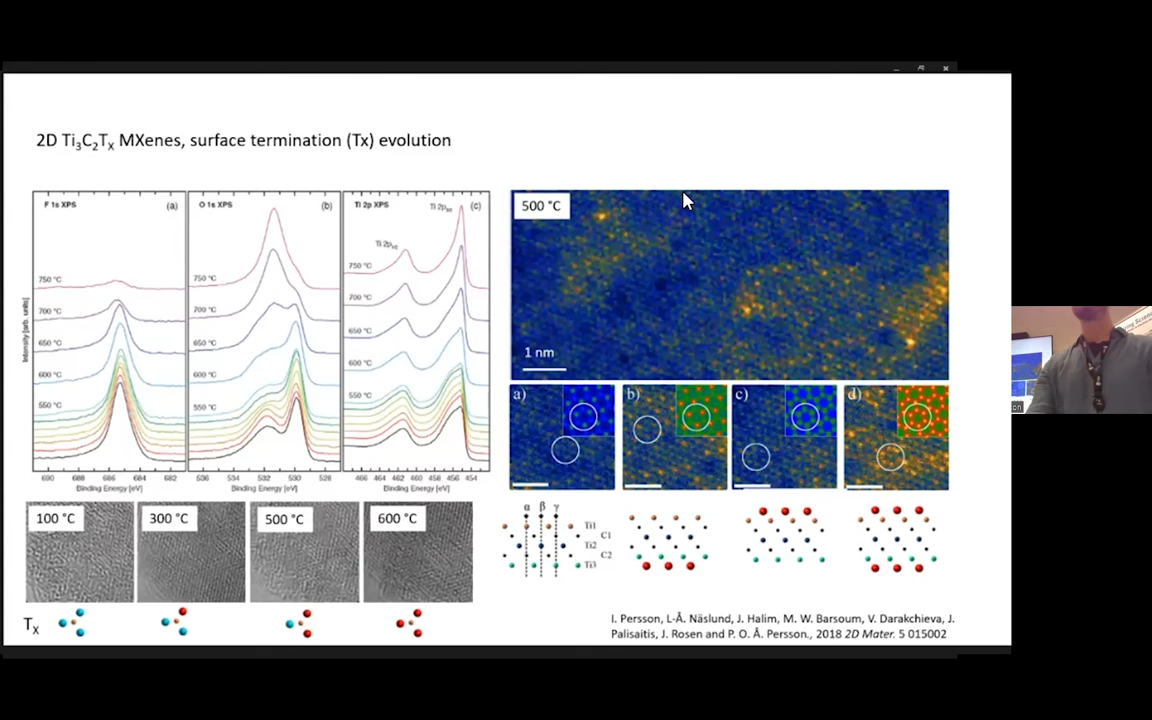 2D Ti₃C₂Tₓ MXenes, surface termination (Tx) evolution
F 1s XPS
(a)
750 °C
700 °C
650 °C
600 °C
550 °C
Intensity [arb. units]
690 688 686 684 682
Binding Energy [eV]
O 1s XPS
(b)
750 °C
700 °C
650 °C
600 °C
550 °C
536 534 532 530 528
Binding Energy [eV]
Ti 2p XPS
(c)
750 °C
700 °C
650 °C
600 °C
550 °C
466 464 462 460 458 456 454
Binding Energy [eV]
500 °C
1 nm
a)
b)
c)
d)
100 °C
300 °C
500 °C
600 °C
α β γ
Ti1
C1
Ti2
C2
Ti3
Tₓ
I. Persson, L-Å. Näslund, J. Halim, M. W. Barsoum, V. Darakchieva, J.
Palisaitis, J. Rosen and P. O. Å. Persson., 2018 2D Mater. 5 015002